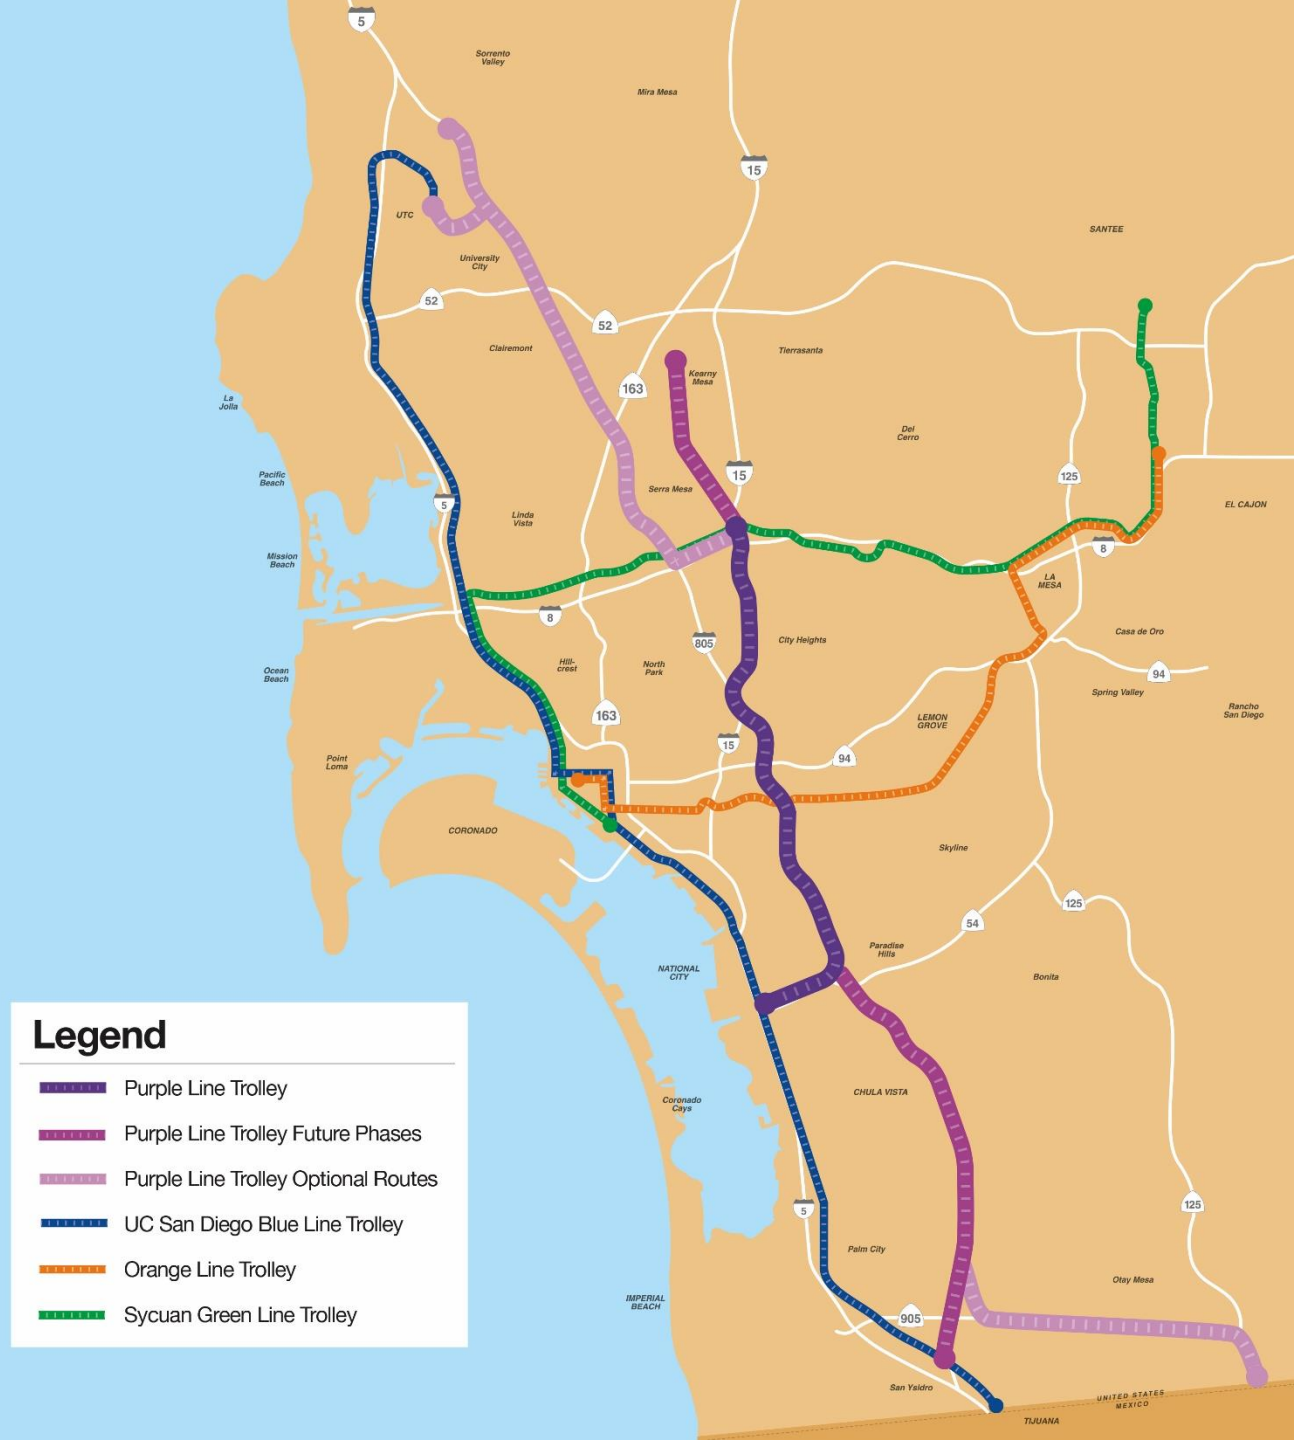 5
Sorrento
Valley
Mira Mesa
15
UTC
SANTEE
University
City
52
52
Clairemont
Tierrasanta
Kearny
Mesa
163
La
Jolla
Del
Cerro
Pacific
Beach
15
125
Serra Mesa
5
EL CAJON
Linda
Vista
Mission
Beach
8
LA
MESA
8
805
City Heights
Casa de Oro
Ocean
Beach
Hill-
crest
North
Park
94
Spring Valley
Rancho
San Diego
163
LEMON
GROVE
15
94
Point
Loma
CORONADO
Skyline
125
54
Paradise
Hills
NATIONAL
CITY
Bonita
Legend
Purple Line Trolley
Purple Line Trolley Future Phases
Purple Line Trolley Optional Routes
UC San Diego Blue Line Trolley
Orange Line Trolley
Sycuan Green Line Trolley
CHULA VISTA
Coronado
Cays
5
125
Palm City
Otay Mesa
IMPERIAL
BEACH
905
San Ysidro
UNITED STATES
MEXICO
TIJUANA